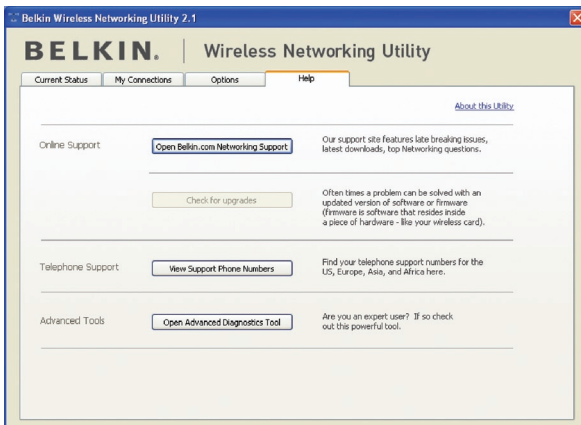 Belkin Wireless Networking Utility 2.1
BELKIN. | Wireless Networking Utility
Current Status My Connections Options Help
About this Utility
Online Support
Open Belkin.com Networking Support
Our support site features late breaking issues,
latest downloads, top Networking questions.
Check for upgrades
Often times a problem can be solved with an
updated version of software or firmware
(firmware is software that resides inside
a piece of hardware - like your wireless card).
Telephone Support
View Support Phone Numbers
Find your telephone support numbers for the
US, Europe, Asia, and Africa here.
Advanced Tools
Open Advanced Diagnostics Tool
Are you an expert user? If so check
out this powerful tool.